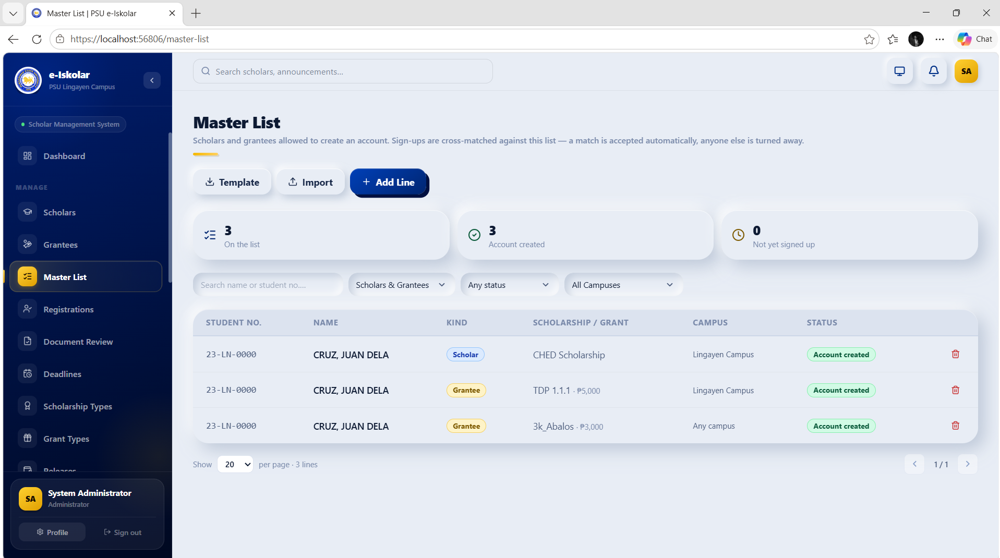 Master List | PSU e-Iskolar
https://localhost:56806/master-list
Chat
e-Iskolar
PSU Lingayen Campus
Search scholars, announcements...
SA
Scholar Management System
Dashboard
MANAGE
Scholars
Grantees
Master List
Registrations
Document Review
Deadlines
Scholarship Types
Grant Types
Releases
SA
System Administrator
Administrator
Profile
Sign out
Master List
Scholars and grantees allowed to create an account. Sign-ups are cross-matched against this list — a match is accepted automatically, anyone else is turned away.
Template
Import
Add Line
3
On the list
3
Account created
0
Not yet signed up
Search name or student no....
Scholars & Grantees
Any status
All Campuses
STUDENT NO. NAME KIND SCHOLARSHIP / GRANT CAMPUS STATUS
23-LN-0000 CRUZ, JUAN DELA Scholar CHED Scholarship Lingayen Campus Account created
23-LN-0000 CRUZ, JUAN DELA Grantee TDP 1.1.1 · ₱5,000 Lingayen Campus Account created
23-LN-0000 CRUZ, JUAN DELA Grantee 3k_Abalos · ₱3,000 Any campus Account created
Show 20 per page · 3 lines
1 / 1